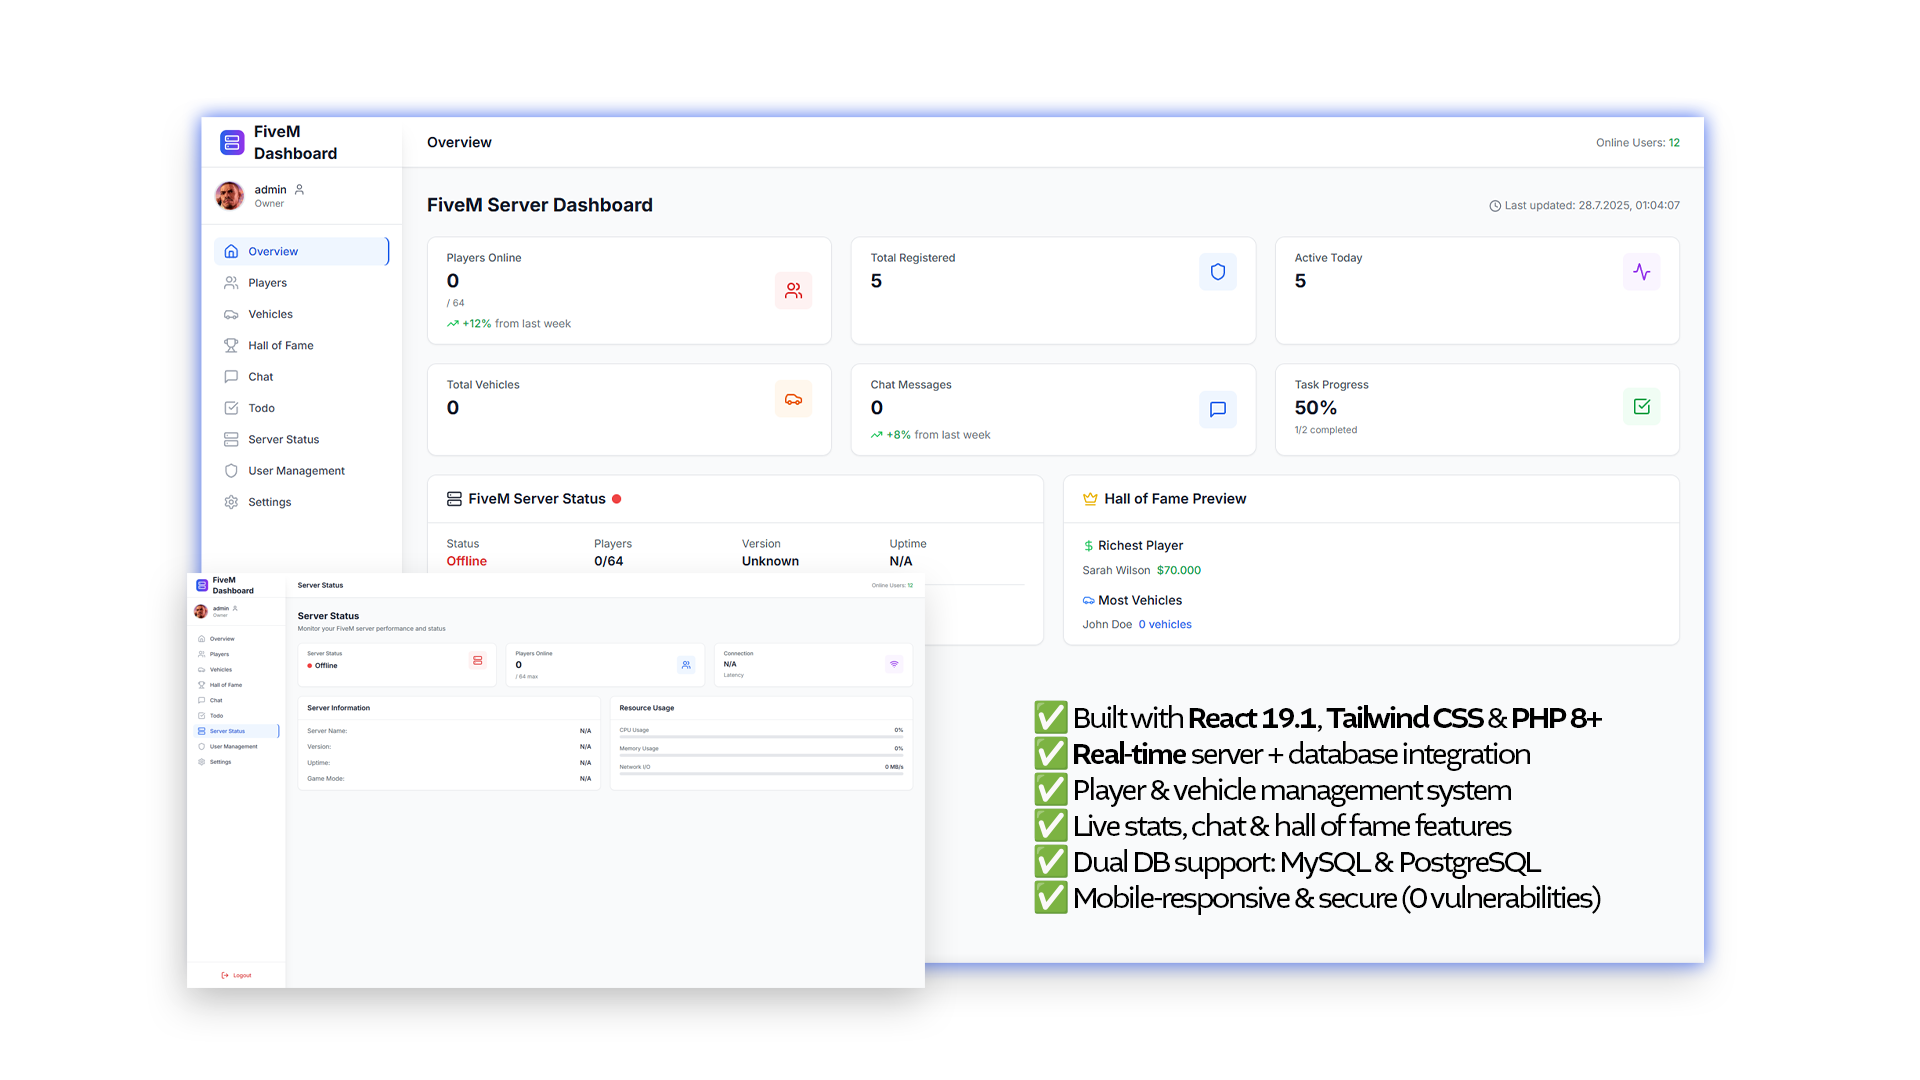 FiveM
Dashboard
admin
Owner
Overview
Players
Vehicles
Hall of Fame
Chat
Todo
Server Status
User Management
Settings
Overview
Online Users: 12
FiveM Server Dashboard
Last updated: 28.7.2025, 01:04:07
Players Online
0
/ 64
+12% from last week
Total Registered
5
Active Today
5
Total Vehicles
0
Chat Messages
0
+8% from last week
Task Progress
50%
1/2 completed
FiveM Server Status
Status
Offline
Players
0/64
Version
Unknown
Uptime
N/A
Hall of Fame Preview
Richest Player
Sarah Wilson $70.000
Most Vehicles
John Doe 0 vehicles
FiveM
Dashboard
admin
Owner
Overview
Players
Vehicles
Hall of Fame
Chat
Todo
Server Status
User Management
Settings
Logout
Server Status
Online Users: 12
Server Status
Monitor your FiveM server performance and status
Server Status
Offline
Players Online
0
/ 64 max
Connection
N/A
Latency
Server Information
Server Name: N/A
Version: N/A
Uptime: N/A
Game Mode: N/A
Resource Usage
CPU Usage 0%
Memory Usage 0%
Network I/O 0 MB/s
✅ Built with React 19.1, Tailwind CSS & PHP 8+
✅ Real-time server + database integration
✅ Player & vehicle management system
✅ Live stats, chat & hall of fame features
✅ Dual DB support: MySQL & PostgreSQL
✅ Mobile-responsive & secure (0 vulnerabilities)